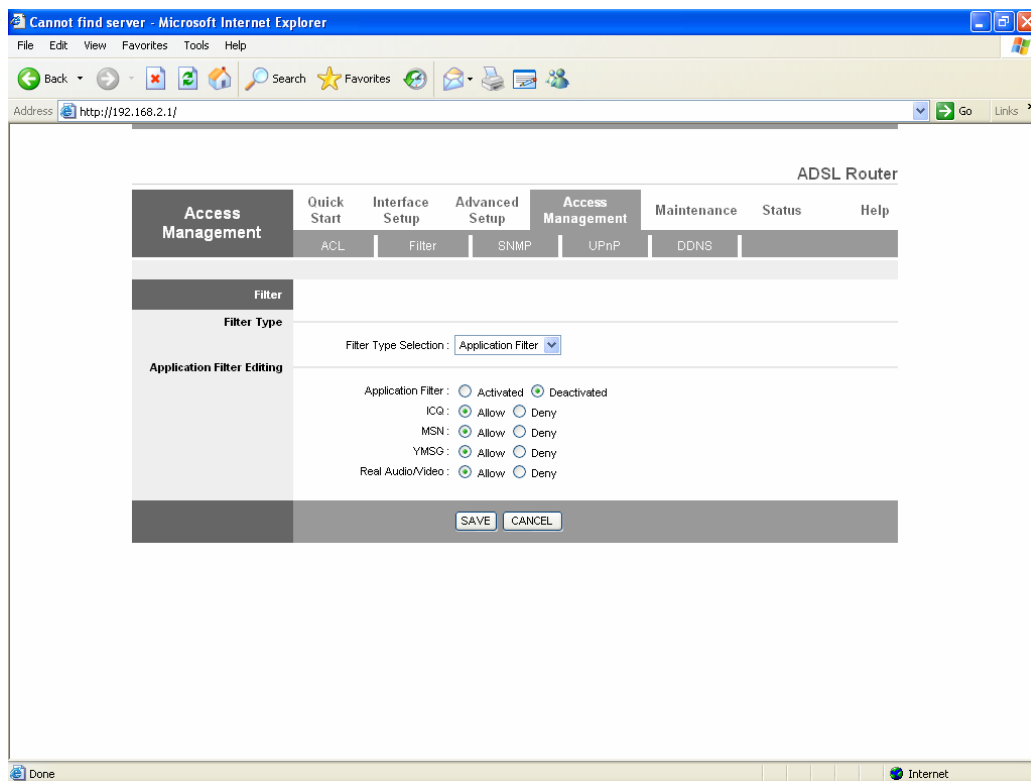 Cannot find server - Microsoft Internet Explorer
File Edit View Favorites Tools Help
Back Search Favorites
Address http://192.168.2.1/ Go Links
ADSL Router
Access Management
Quick Start Interface Setup Advanced Setup Access Management Maintenance Status Help
ACL Filter SNMP UPnP DDNS
Filter
Filter Type
Filter Type Selection : Application Filter
Application Filter Editing
Application Filter : Activated Deactivated
ICQ : Allow Deny
MSN : Allow Deny
YMSG : Allow Deny
Real Audio/Video : Allow Deny
SAVE CANCEL
Done Internet